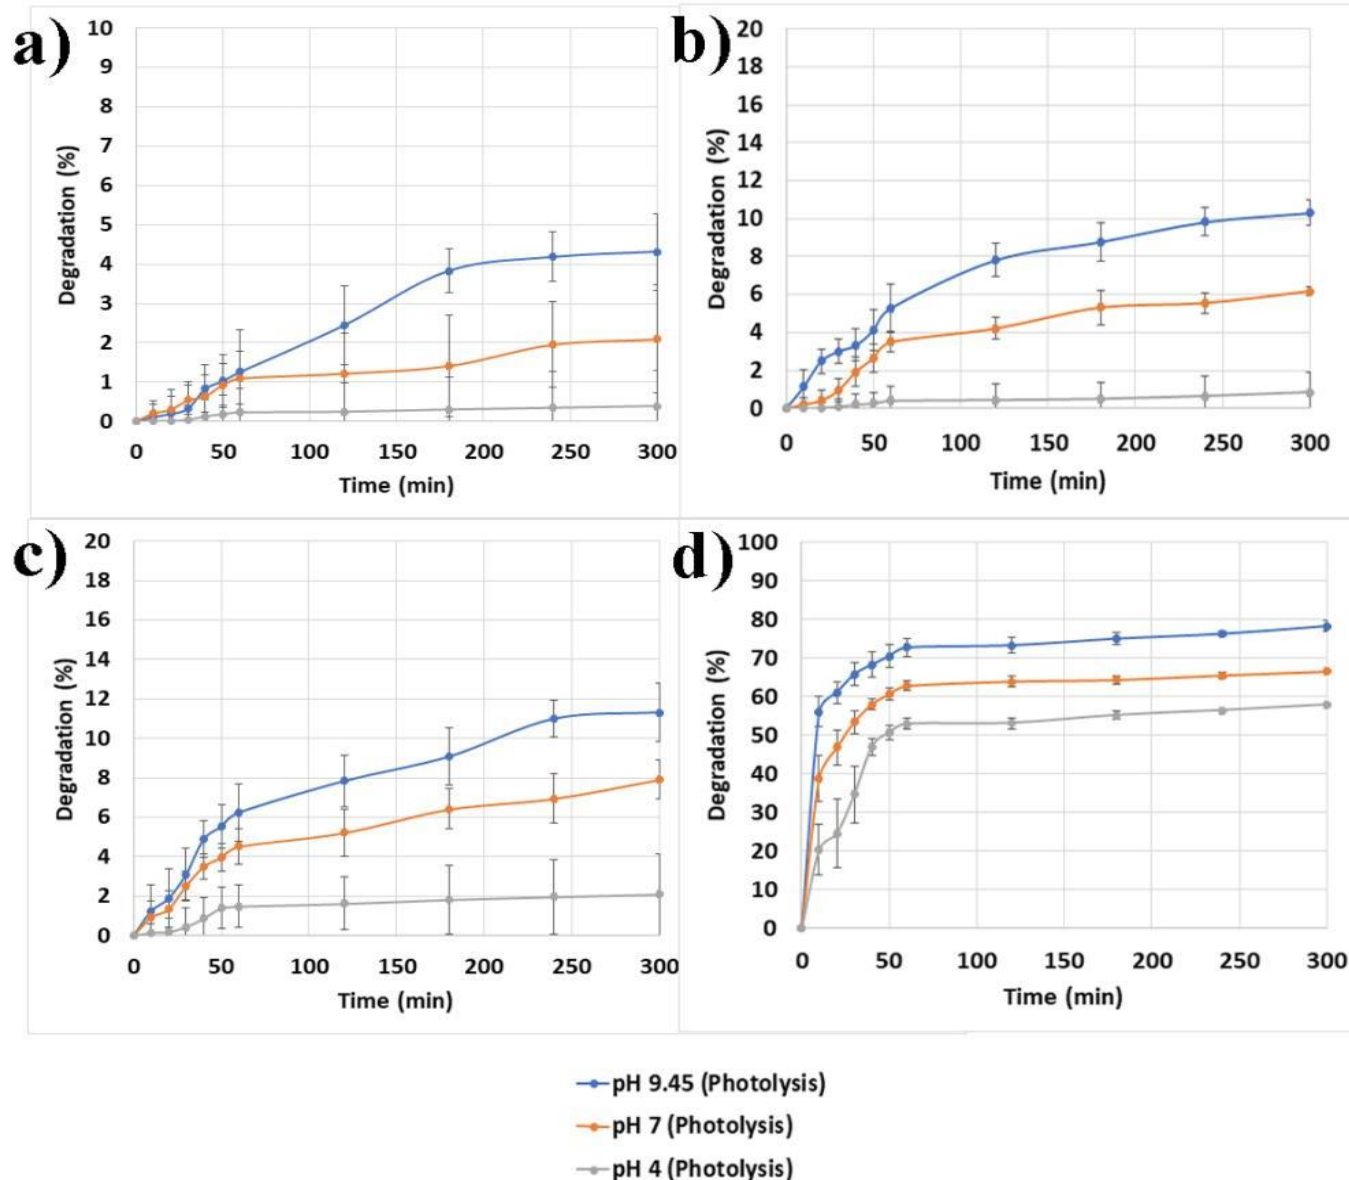 a)
10
9
8
7
6
5
4
3
2
1
0
Degradation (%)
0 50 100 150 200 250 300
Time (min)
b)
20
18
16
14
12
10
8
6
4
2
0
Degradation (%)
0 50 100 150 200 250 300
Time (min)
c)
20
18
16
14
12
10
8
6
4
2
0
Degradation (%)
0 50 100 150 200 250 300
Time (min)
d)
100
90
80
70
60
50
40
30
20
10
0
Degradation (%)
0 50 100 150 200 250 300
Time (min)
pH 9.45 (Photolysis)
pH 7 (Photolysis)
pH 4 (Photolysis)